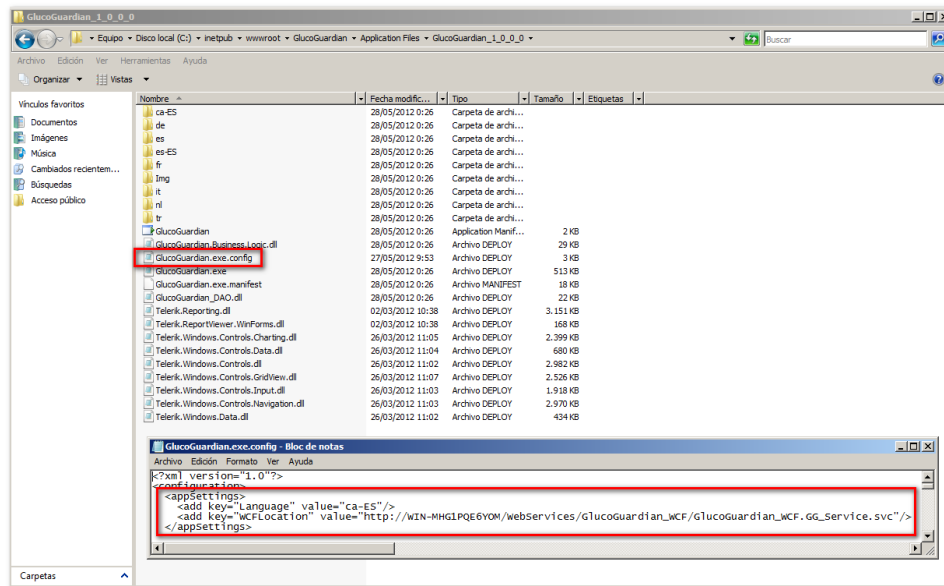 GlucoGuardian_1_0_0_0
Equipo ▾ Disco local (C:) ▾ inetpub ▾ wwwroot ▾ GlucoGuardian ▾ Application Files ▾ GlucoGuardian_1_0_0_0 ▾
Buscar
Archivo Edición Ver Herramientas Ayuda
Organizar ▾ Vistas ▾
Vínculos favoritos
Documentos
Imágenes
Música
Cambiados recientem...
Búsquedas
Acceso público
Nombre Fecha modific... Tipo Tamaño Etiquetas
ca-ES 28/05/2012 0:26 Carpeta de archi...
de 28/05/2012 0:26 Carpeta de archi...
es 28/05/2012 0:26 Carpeta de archi...
es-ES 28/05/2012 0:26 Carpeta de archi...
fr 28/05/2012 0:26 Carpeta de archi...
Img 28/05/2012 0:26 Carpeta de archi...
it 28/05/2012 0:26 Carpeta de archi...
nl 28/05/2012 0:26 Carpeta de archi...
tr 28/05/2012 0:26 Carpeta de archi...
GlucoGuardian 28/05/2012 0:26 Application Manif... 2 KB
GlucoGuardian.Business.Logic.dll 28/05/2012 0:26 Archivo DEPLOY 29 KB
GlucoGuardian.exe.config 27/05/2012 9:53 Archivo DEPLOY 3 KB
GlucoGuardian.exe 28/05/2012 0:26 Archivo DEPLOY 513 KB
GlucoGuardian.exe.manifest 28/05/2012 0:26 Archivo MANIFEST 18 KB
GlucoGuardian_DAO.dll 28/05/2012 0:26 Archivo DEPLOY 22 KB
Telerik.Reporting.dll 02/03/2012 10:38 Archivo DEPLOY 3.151 KB
Telerik.ReportViewer.WinForms.dll 02/03/2012 10:38 Archivo DEPLOY 168 KB
Telerik.Windows.Controls.Charting.dll 26/03/2012 11:05 Archivo DEPLOY 2.399 KB
Telerik.Windows.Controls.Data.dll 26/03/2012 11:04 Archivo DEPLOY 680 KB
Telerik.Windows.Controls.dll 26/03/2012 11:02 Archivo DEPLOY 2.982 KB
Telerik.Windows.Controls.GridView.dll 26/03/2012 11:07 Archivo DEPLOY 2.526 KB
Telerik.Windows.Controls.Input.dll 26/03/2012 11:03 Archivo DEPLOY 1.918 KB
Telerik.Windows.Controls.Navigation.dll 26/03/2012 11:03 Archivo DEPLOY 2.970 KB
Telerik.Windows.Data.dll 26/03/2012 11:02 Archivo DEPLOY 434 KB
GlucoGuardian.exe.config - Bloc de notas
Archivo Edición Formato Ver Ayuda
<?xml version="1.0"?>
<configuration>
<appSettings>
<add key="Language" value="ca-ES"/>
<add key="WCFLocation" value="http://WIN-MHG1PQE6YOM/WebServices/GlucoGuardian_WCF/GlucoGuardian_WCF.GG_Service.svc"/>
</appSettings>
Carpetas